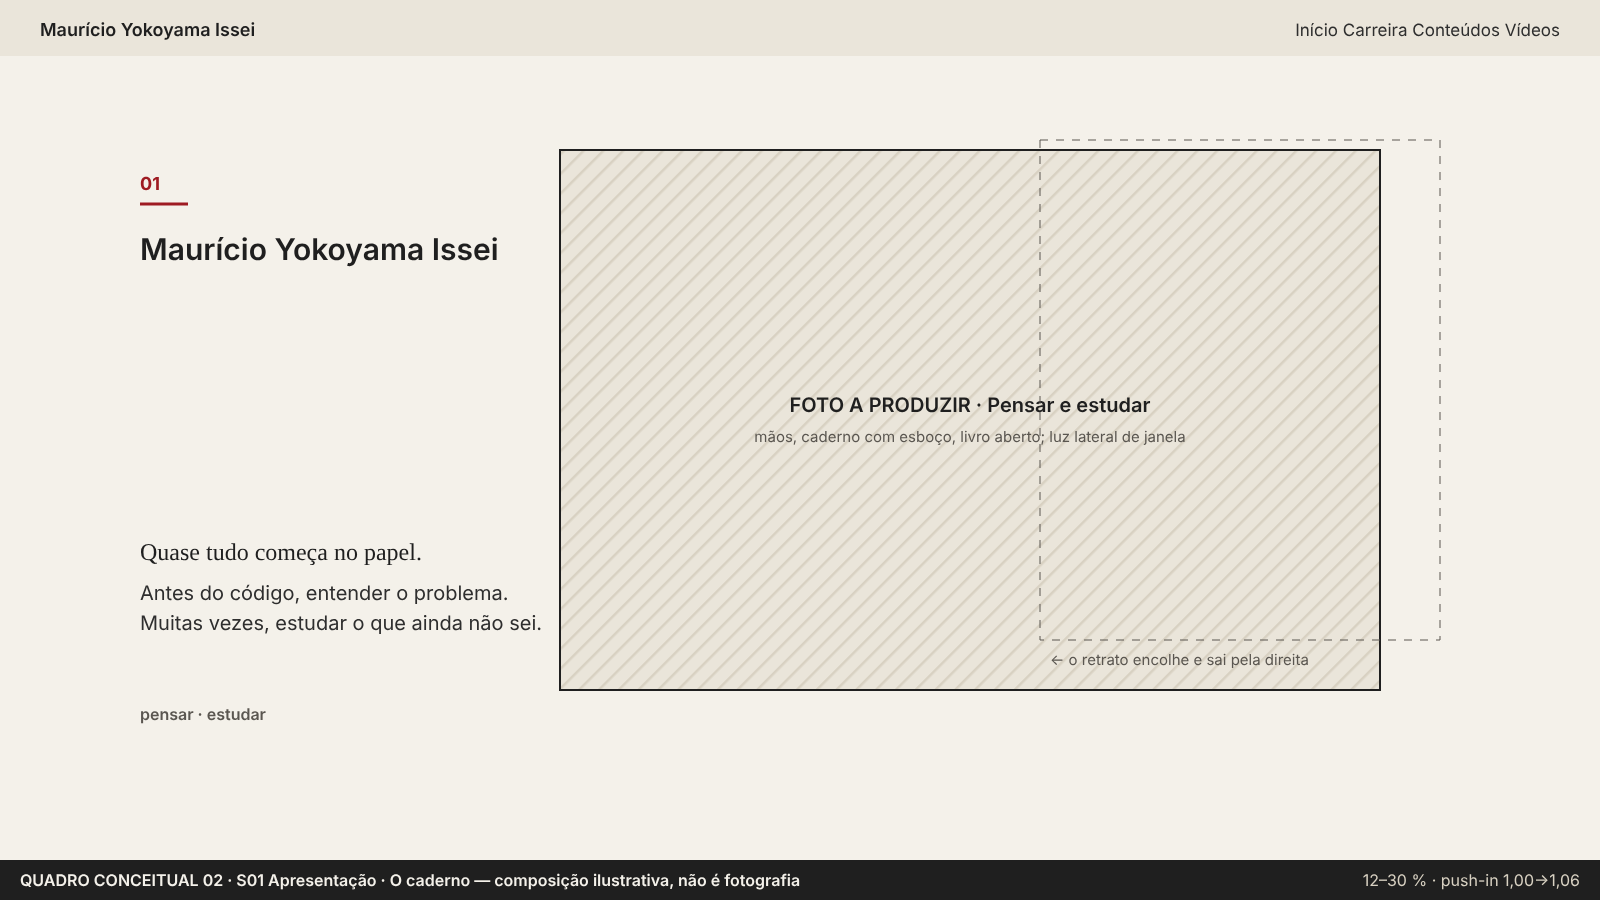 Maurício Yokoyama Issei
Início Carreira Conteúdos Vídeos
01
Maurício Yokoyama Issei
FOTO A PRODUZIR · Pensar e estudar
mãos, caderno com esboço, livro aberto; luz lateral de janela
Quase tudo começa no papel.
Antes do código, entender o problema.
Muitas vezes, estudar o que ainda não sei.
← o retrato encolhe e sai pela direita
pensar · estudar
QUADRO CONCEITUAL 02 · S01 Apresentação · O caderno — composição ilustrativa, não é fotografia
12–30 % · push-in 1,00→1,06